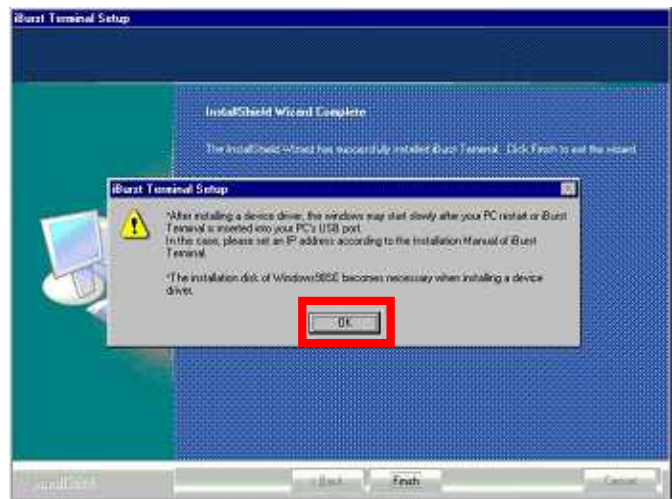 iBurst Terminal Setup
InstallShield Wizard Complete
The InstallShield Wizard has successfully installed iBurst Terminal. Click Finish to exit the wizard.
iBurst Terminal Setup
*After installing a device driver, the windows may start slowly after your PC restart or iBurst
Terminal is inserted into your PC's USB port.
In this case, please set an IP address according to the Installation Manual of iBurst
Terminal.
*The installation disk of Windows98SE becomes necessary when installing a device
driver.
OK
InstallShield
< Back
Finish
Cancel